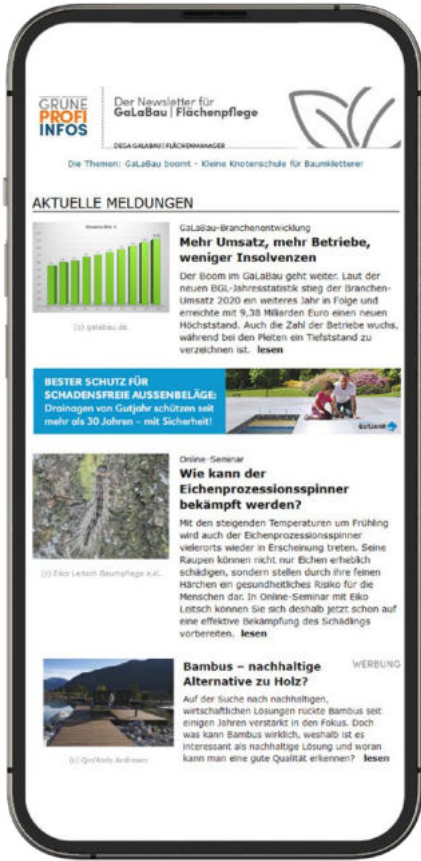 GRÜNE
PROFI
INFOS
Der Newsletter für
GaLaBau | Flächenpflege
DEGA GALABAU | FLÄCHENMANAGER
Die Themen: GaLaBau boomt - Kleine Knotenschule für Baumkletterer
AKTUELLE MELDUNGEN
GaLaBau-Branchenentwicklung
Mehr Umsatz, mehr Betriebe,
weniger Insolvenzen
Der Boom im GaLaBau geht weiter. Laut der
neuen BGL-Jahresstatistik stieg der Branchen-
Umsatz 2020 ein weiteres Jahr in Folge und
erreichte mit 9,38 Milliarden Euro einen neuen
Höchststand. Auch die Zahl der Betriebe wuchs,
während bei den Pleiten ein Tiefststand zu
verzeichnen ist. lesen
(c) galabau.de
BESTER SCHUTZ FÜR
SCHADENSFREIE AUSSENBELÄGE:
Drainagen von Gutjahr schützen seit
mehr als 30 Jahren – mit Sicherheit!
GUTJAHR
Online-Seminar
Wie kann der
Eichenprozessionsspinner
bekämpft werden?
Mit den steigenden Temperaturen um Frühling
wird auch der Eichenprozessionsspinner
vielerorts wieder in Erscheinung treten. Seine
Raupen können nicht nur Eichen erheblich
schädigen, sondern stellen durch ihre feinen
Härchen ein gesundheitliches Risiko für die
Menschen dar. In Online-Seminar mit Eiko
Leitsch können Sie sich deshalb jetzt schon auf
eine effektive Bekämpfung des Schädlings
vorbereiten. lesen
(c) Eiko Leitsch Baumpflege e.K.
Bambus – nachhaltige
Alternative zu Holz?
WERBUNG
Auf der Suche nach nachhaltigen,
wirtschaftlichen Lösungen rückte Bambus seit
einigen Jahren verstärkt in den Fokus. Doch
was kann Bambus wirklich, weshalb ist es
interessant als nachhaltige Lösung und woran
kann man eine gute Qualität erkennen? lesen